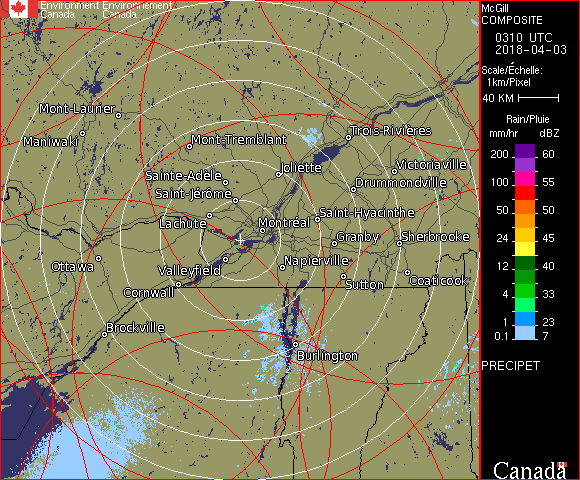 Environment Environnement
Canada Canada
McGill
COMPOSITE
0310 UTC
2018-04-03
Scale/Échelle:
1km/Pixel
40 KM
Rain/Pluie
mm/hr dBZ
200 60
150 57
100 55
50 50
24 45
12 40
4 33
1 23
0.1 7
PRECIPET
Canada
Mont-Laurier
Maniwaki
Mont-Tremblant
Trois-Rivières
Sainte-Adèle
Joliette
Victoriaville
Saint-Jérôme
Drummondville
Lachute
Montréal
Saint-Hyacinthe
Granby
Sherbrooke
Ottawa
Valleyfield
Napierville
Cornwall
Sutton
Coaticook
Brockville
Burlington